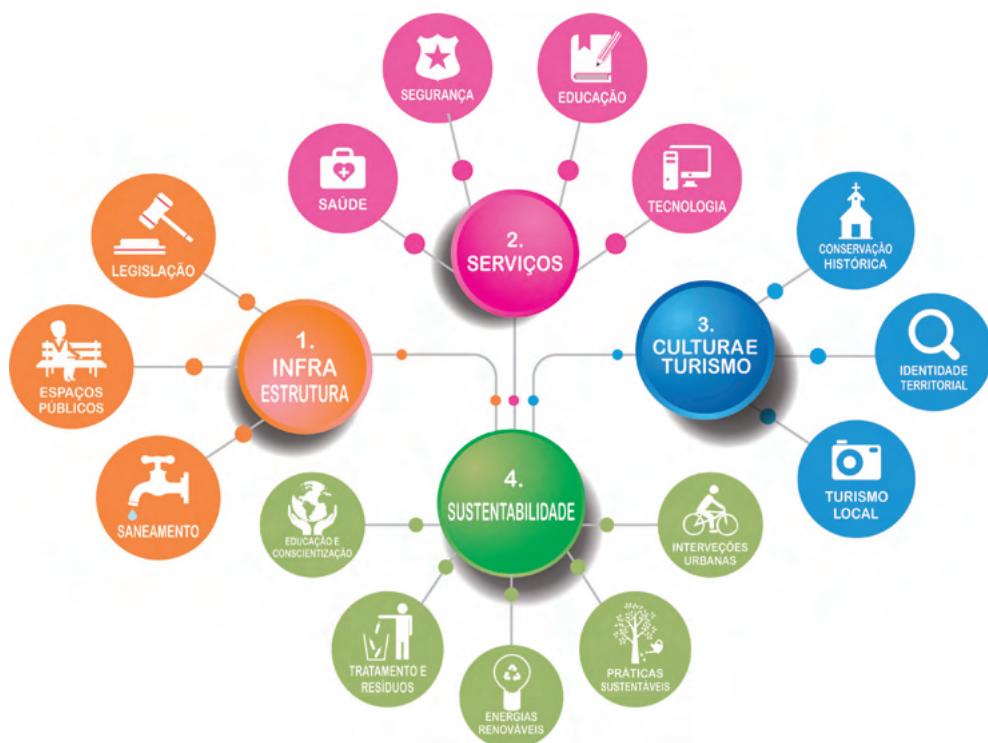 SEGURANÇA
EDUCAÇÃO
SAÚDE
TECNOLOGIA
2.
SERVIÇOS
LEGISLAÇÃO
ESPAÇOS
PÚBLICOS
SANEAMENTO
1.
INFRA
ESTRUTURA
3.
CULTURA E
TURISMO
CONSERVAÇÃO
HISTÓRICA
IDENTIDADE
TERRITORIAL
TURISMO
LOCAL
4.
SUSTENTABILIDADE
EDUCAÇÃO E
CONSCIENTIZAÇÃO
TRATAMENTO E
RESÍDUOS
ENERGIAS
RENOVÁVEIS
PRÁTICAS
SUSTENTÁVEIS
INTERVEÇÕES
URBANAS